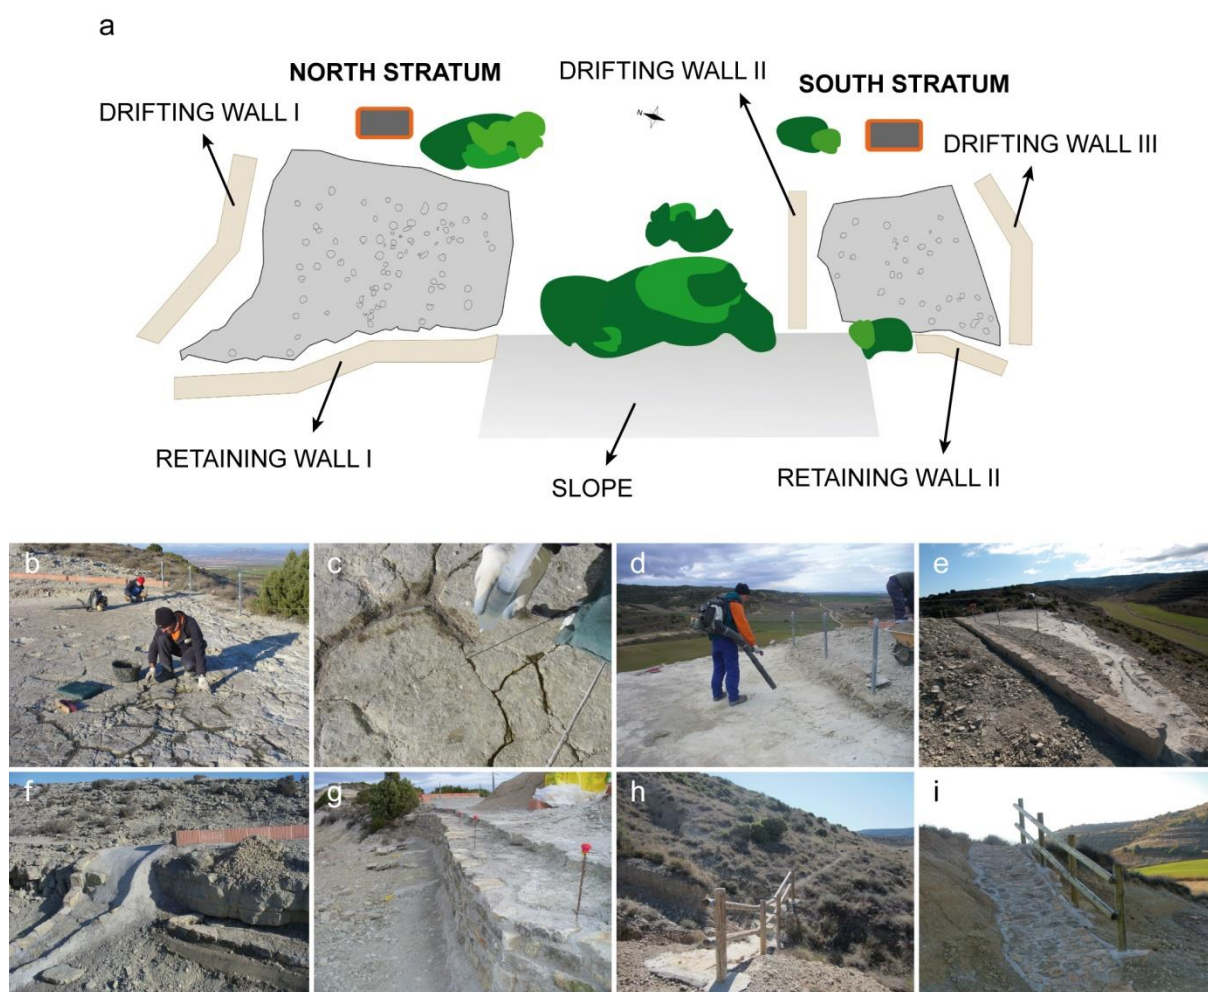 a
NORTH STRATUM
DRIFTING WALL II
SOUTH STRATUM
DRIFTING WALL I
N
DRIFTING WALL III
RETAINING WALL I
SLOPE
RETAINING WALL II
b
c
d
e
f
g
h
i